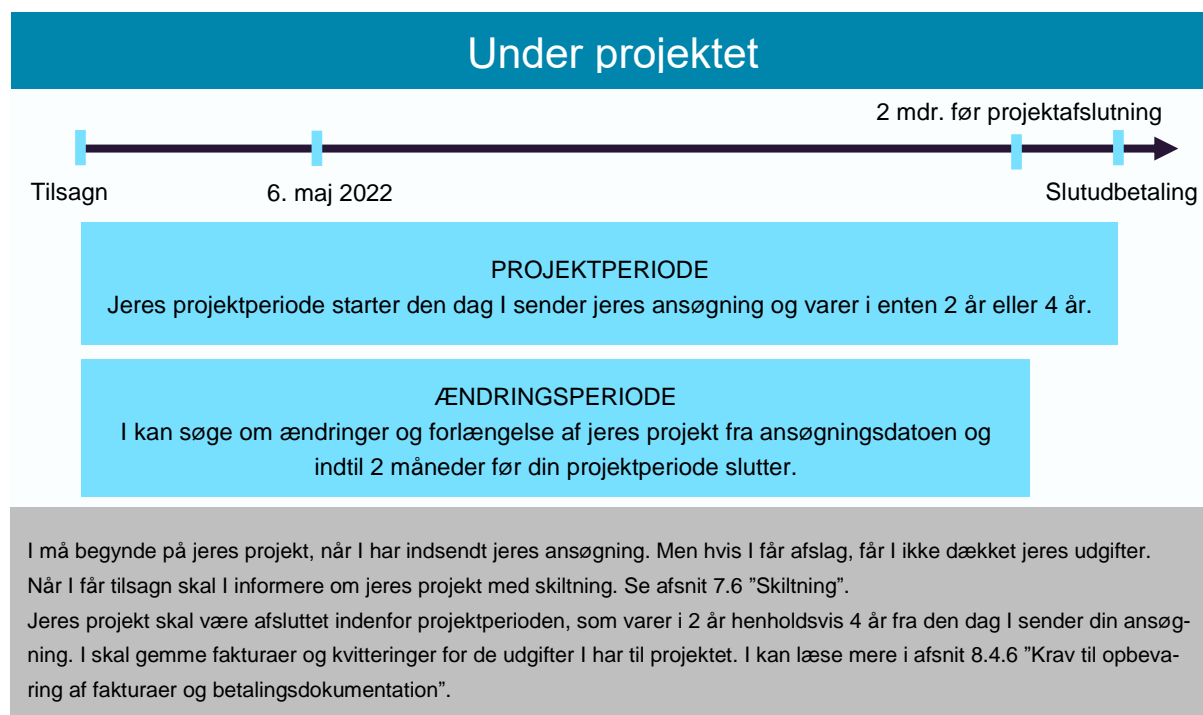 Under projektet
2 mdr. før projektafslutning
Tilsagn
6. maj 2022
Slutudbetaling
PROJEKTPERIODE
Jeres projektperiode starter den dag I sender jeres ansøgning og varer i enten 2 år eller 4 år.
ÆNDRINGSPERIODE
I kan søge om ændringer og forlængelse af jeres projekt fra ansøgningsdatoen og
indtil 2 måneder før din projektperiode slutter.
I må begynde på jeres projekt, når I har indsendt jeres ansøgning. Men hvis I får afslag, får I ikke dækket jeres udgifter.
Når I får tilsagn skal I informere om jeres projekt med skiltning. Se afsnit 7.6 ”Skiltning”.
Jeres projekt skal være afsluttet indenfor projektperioden, som varer i 2 år henholdsvis 4 år fra den dag I sender din ansøg-
ning. I skal gemme fakturaer og kvitteringer for de udgifter I har til projektet. I kan læse mere i afsnit 8.4.6 ”Krav til opbeva-
ring af fakturaer og betalingsdokumentation”.